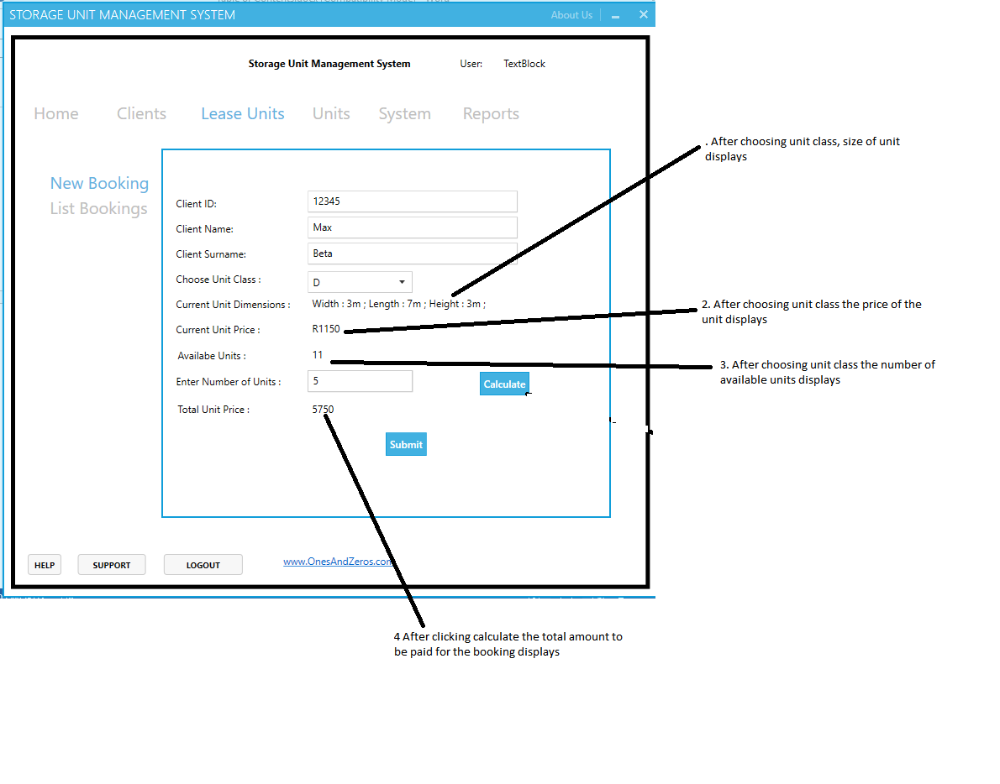 STORAGE UNIT MANAGEMENT SYSTEM About Us
Storage Unit Management System User: TextBlock
Home Clients Lease Units Units System Reports
. After choosing unit class, size of unit
displays
New Booking
List Bookings
Client ID: 12345
Client Name: Max
Client Surname: Beta
Choose Unit Class : D
Current Unit Dimensions : Width : 3m ; Length : 7m ; Height : 3m ;
2. After choosing unit class the price of the
unit displays
Current Unit Price : R1150
Availabe Units : 11
3. After choosing unit class the number of
available units displays
Enter Number of Units : 5 Calculate
Total Unit Price : 5750
Submit
HELP SUPPORT LOGOUT www.OnesAndZeros.com
4 After clicking calculate the total amount to
be paid for the booking displays